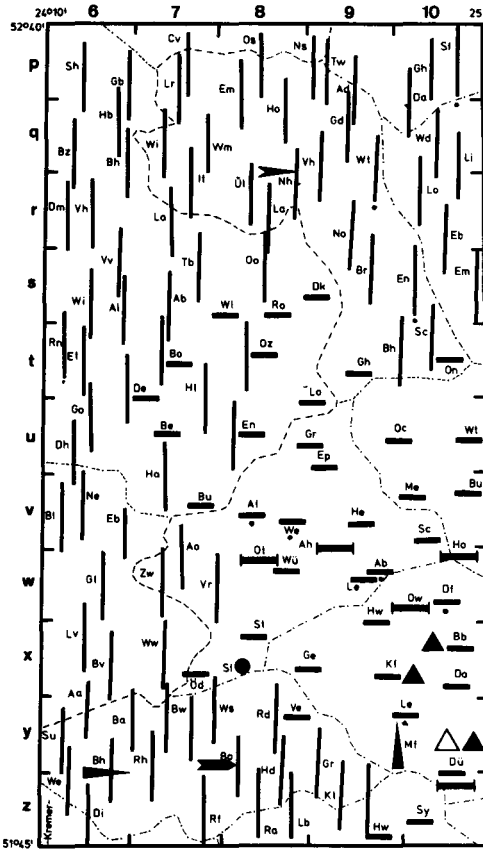 24°10' 6 7 8 9 10 25
52°40'
P Cv Os Ns Tw St
Sh Gb Lr Em Ho Ad Gh Da
q Hb Wi Wm Gd Wd
Bz Bh It Vh Wt Li
Ül Nh Lo
r Dm Vh La La No Eb
Vv Tb Oo Br En Em
s Wi Al Ab Wl Ro Dk Sc
Rn El Bo Oz Bh
t De Hl Gh On
Go Be En Lo Oc Wt
u Dh Gr Ep
Ha Me Bu
v Bl Ne Eb Bu Al We He Sc
Ao Ot Ah Ho
w Gl Zw Vr Wü Ab Le Ow Df
Lv Ww St Hw Bb
x Bv Od St Ge Kf Da
Aa Ba Bw Ws Rd Ve Le
y Su Bh Rh Bo Gr Mf Dü
We Hd
z Kremer- Di Rf Ra Lb Kl Hw Sy
51°45'